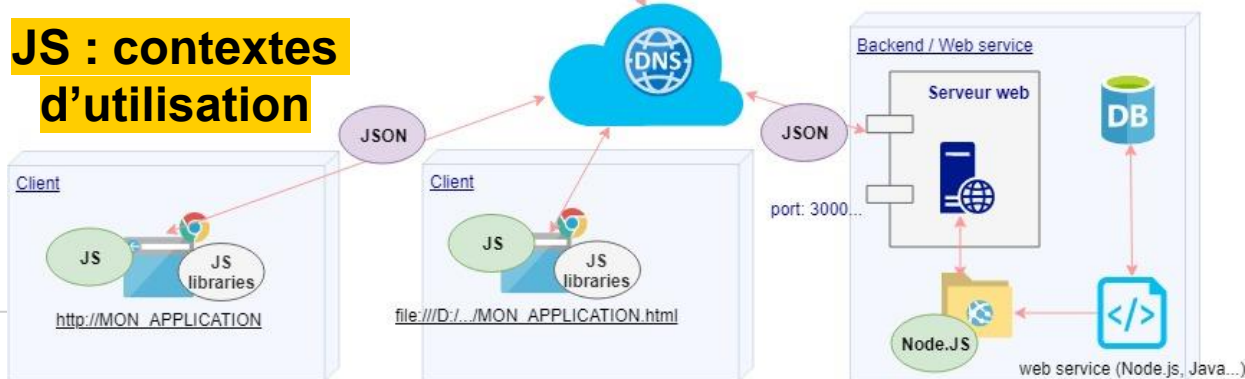 JS : contextes
d’utilisation
DNS
JSON
JSON
Client
JS
JS
libraries
http://MON_APPLICATION
Client
JS
JS
libraries
file:///D:/.../MON_APPLICATION.html
Backend / Web service
Serveur web
port: 3000...
DB
Node.JS
</>
web service (Node.js, Java...)